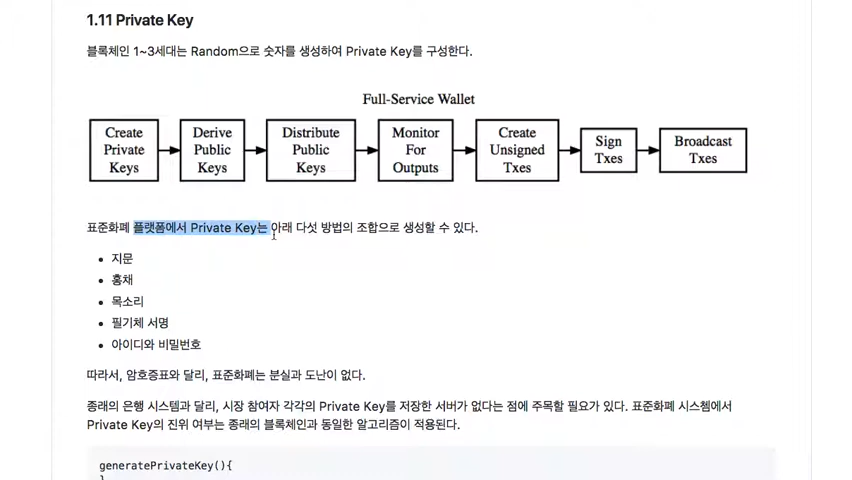 1.11 Private Key
블록체인 1~3세대는 Random으로 숫자를 생성하여 Private Key를 구성한다.
Full-Service Wallet
Create Private Keys
Derive Public Keys
Distribute Public Keys
Monitor For Outputs
Create Unsigned Txes
Sign Txes
Broadcast Txes
표준화폐 플랫폼에서 Private Key는 아래 다섯 방법의 조합으로 생성할 수 있다.
• 지문
• 홍채
• 목소리
• 필기체 서명
• 아이디와 비밀번호
따라서, 암호증표와 달리, 표준화폐는 분실과 도난이 없다.
종래의 은행 시스템과 달리, 시장 참여자 각각의 Private Key를 저장한 서버가 없다는 점에 주목할 필요가 있다. 표준화폐 시스쳄에서
Private Key의 진위 여부는 종래의 블록체인과 동일한 알고리즘이 적용된다.
generatePrivateKey(){
}